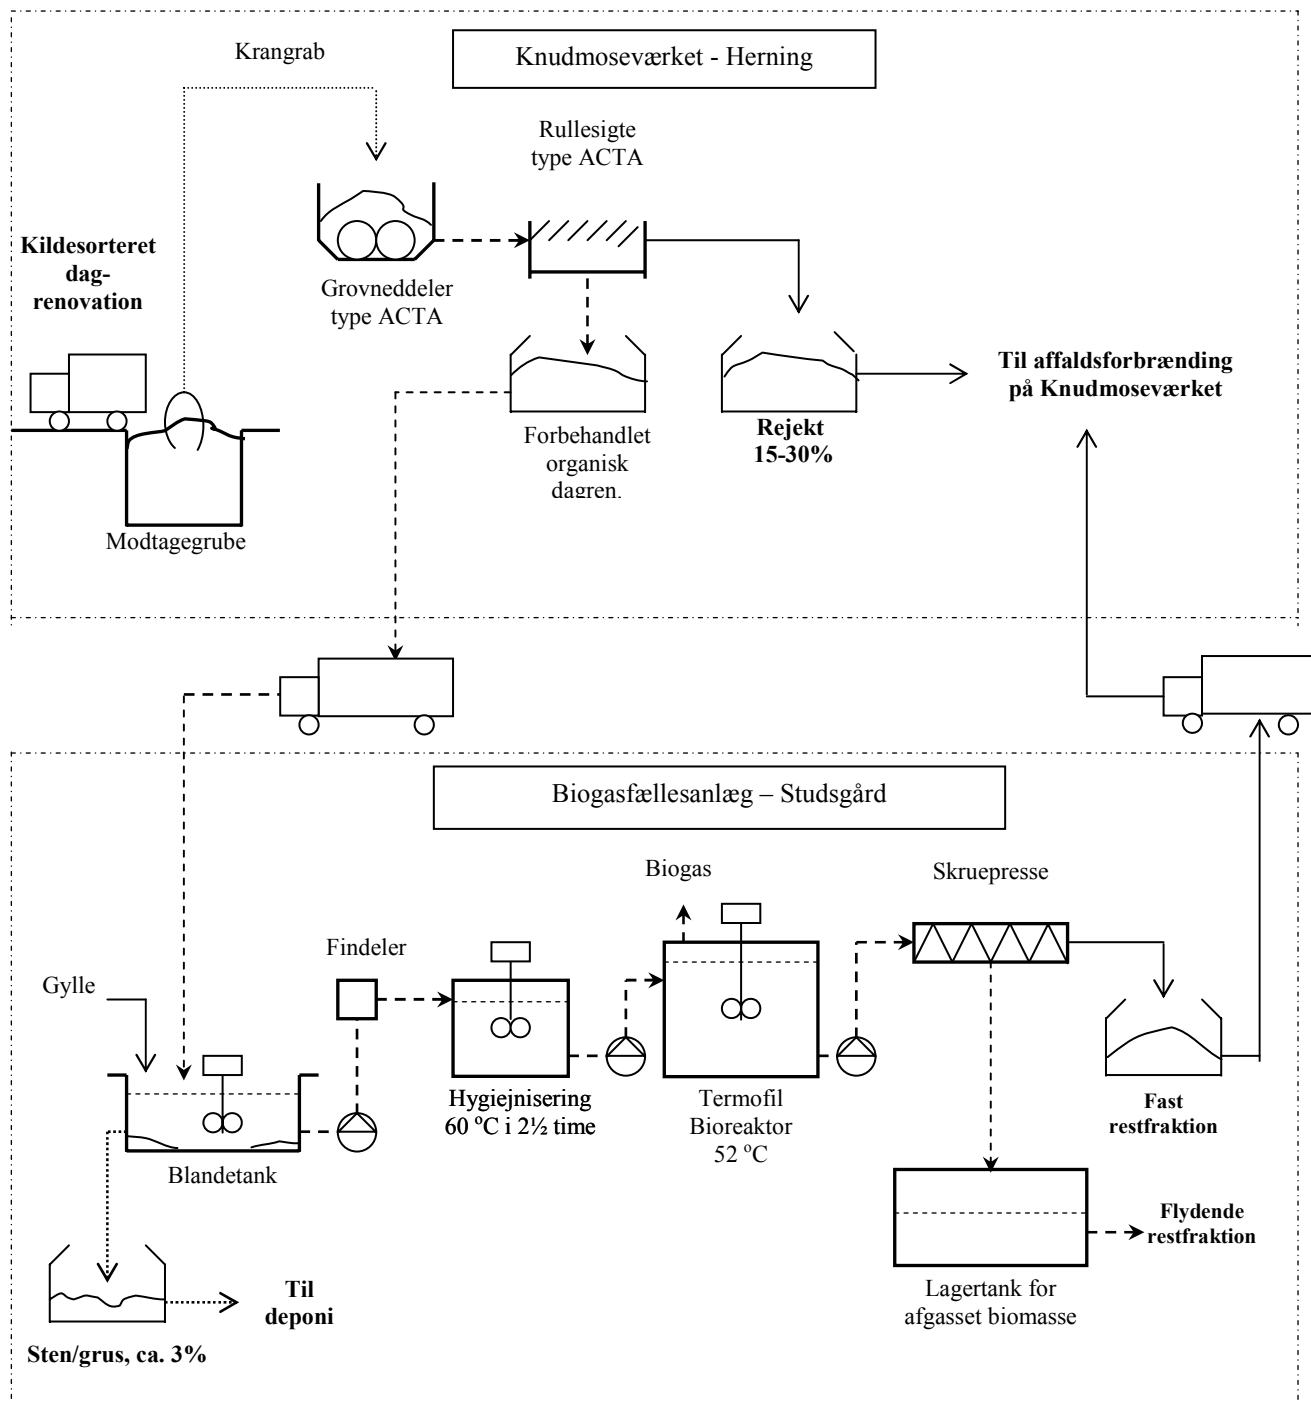 Krangrab
Knudmoseværket - Herning
Rullesigte
type ACTA
Kildesorteret
dag-
renovation
Grovneddeler
type ACTA
Til affaldsforbrænding
på Knudmoseværket
Forbehandlet
organisk
dagren.
Rejekt
15-30%
Modtagegrube
Biogasfællesanlæg – Studsgård
Biogas
Skruepresse
Findeler
Gylle
Hygiejnisering
60 °C i 2½ time
Termofil
Bioreaktor
52 °C
Fast
restfraktion
Blandetank
Flydende
restfraktion
Lagertank for
afgasset biomasse
Til
deponi
Sten/grus, ca. 3%